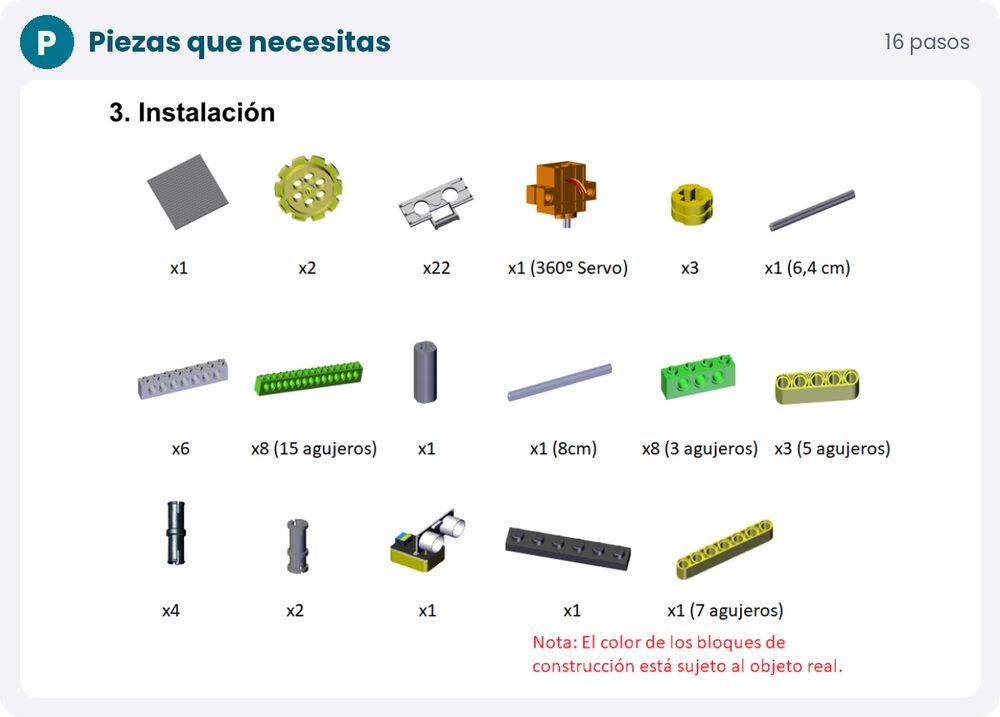 P Piezas que necesitas
16 pasos
3. Instalación
x1
x2
x22
x1 (360º Servo)
x3
x1 (6,4 cm)
x6
x8 (15 agujeros)
x1
x1 (8cm)
x8 (3 agujeros)
x3 (5 agujeros)
x4
x2
x1
x1
x1 (7 agujeros)
Nota: El color de los bloques de
construcción está sujeto al objeto real.